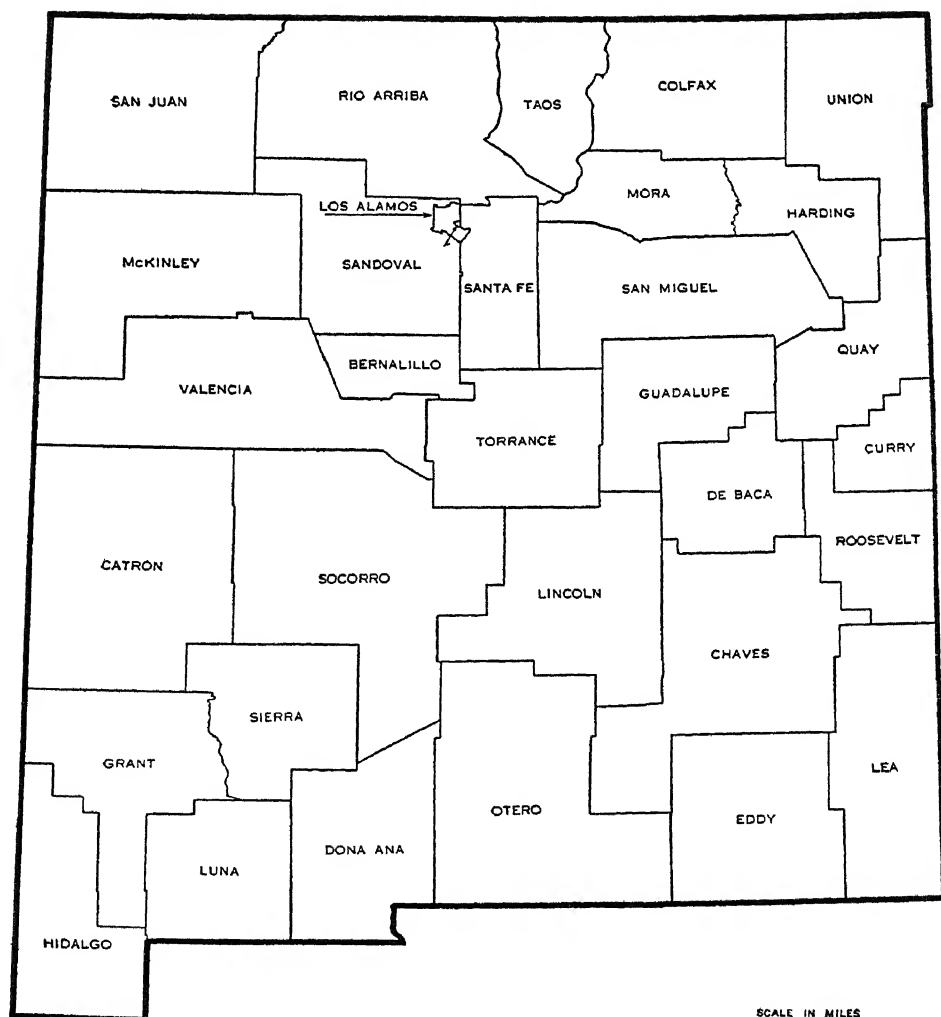 SAN JUAN
RIO ARRIBA
TAOS
COLFAX
UNION
MORA
HARDING
LOS ALAMOS
McKINLEY
SANDOVAL
SANTA FE
SAN MIGUEL
QUAY
BERNALILLO
VALENCIA
GUADALUPE
TORRANCE
CURRY
DE BACA
ROOSEVELT
CATRON
SOCORRO
LINCOLN
CHAVES
SIERRA
GRANT
LEA
OTERO
EDDY
DONA ANA
LUNA
HIDALGO
SCALE IN MILES